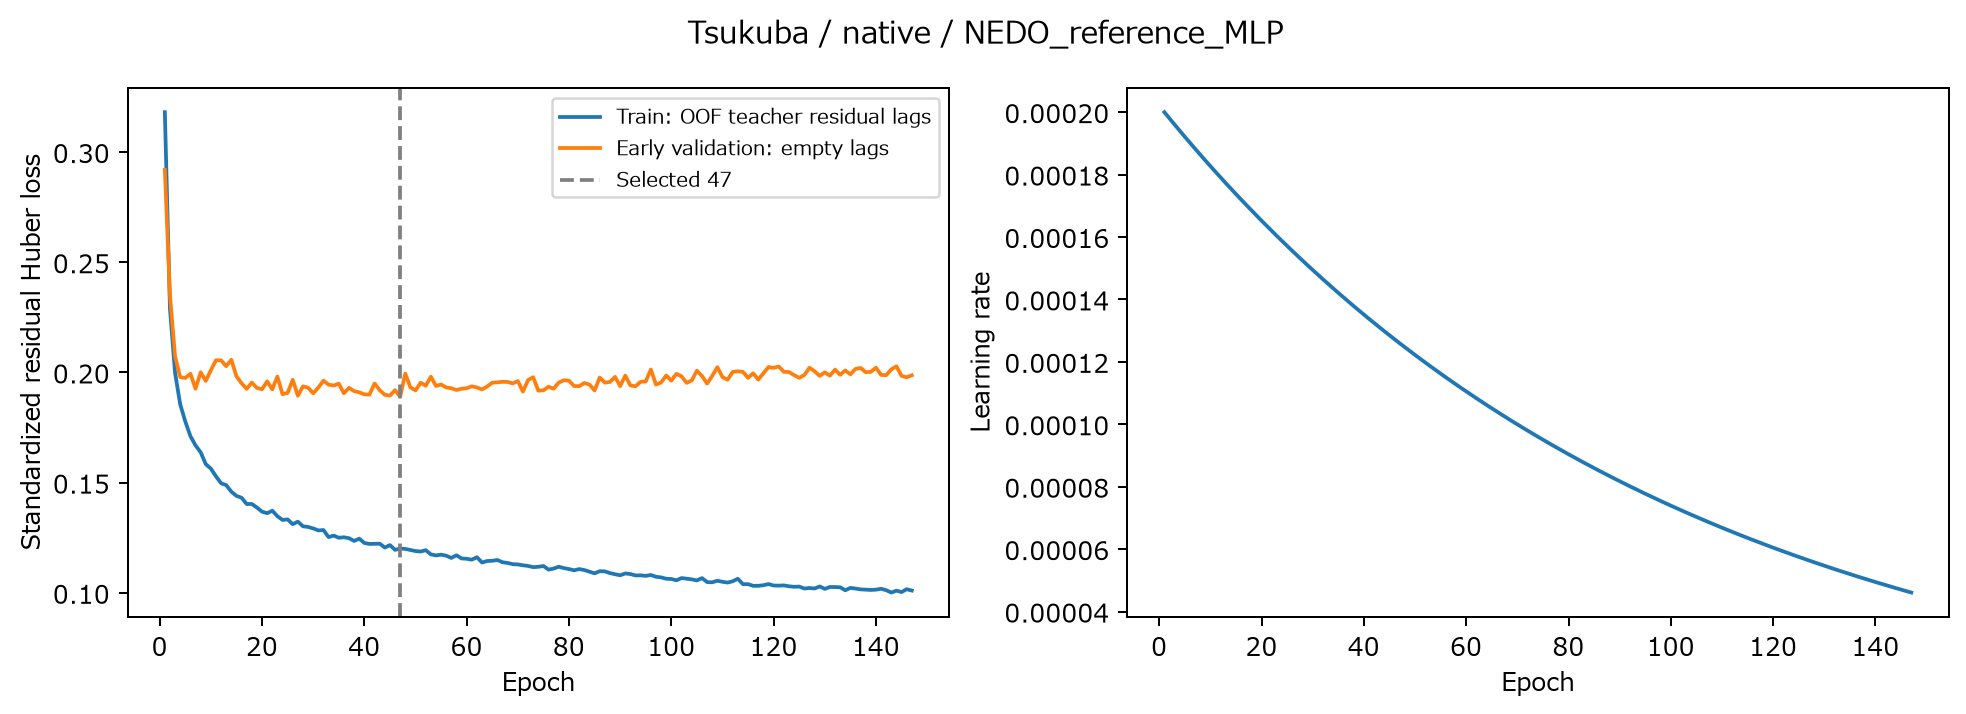 Tsukuba / native / NEDO_reference_MLP
Standardized residual Huber loss
0.30
0.25
0.20
0.15
0.10
Train: OOF teacher residual lags
Early validation: empty lags
Selected 47
0 20 40 60 80 100 120 140
Epoch
Learning rate
0.00020
0.00018
0.00016
0.00014
0.00012
0.00010
0.00008
0.00006
0.00004
0 20 40 60 80 100 120 140
Epoch